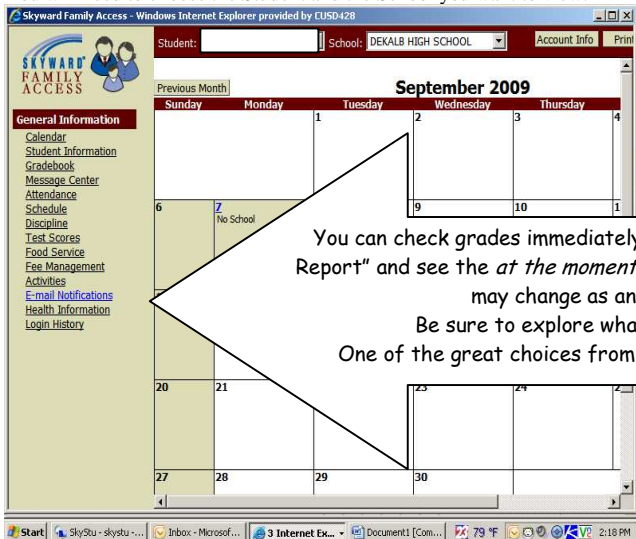 Skyward Family Access - Windows Internet Explorer provided by CUSD428
Student: School: DEKALB HIGH SCHOOL Account Info Print
SKYWARD
FAMILY
ACCESS
General Information
Calendar
Student Information
Gradebook
Message Center
Attendance
Schedule
Discipline
Test Scores
Food Service
Fee Management
Activities
E-mail Notifications
Health Information
Login History
Previous Month September 2009
Sunday Monday Tuesday Wednesday Thursday
1 2 3 4
6 7 9 10 1
No School
You can check grades immediately
Report" and see the at the moment
may change as an
Be sure to explore wha
One of the great choices from
20 21 23 24 2
27 28 29 30
Start SkyStu - skystu -... Inbox - Microsof... 3 Internet Ex... Document1 [Com... 79 °F 2:18 PM